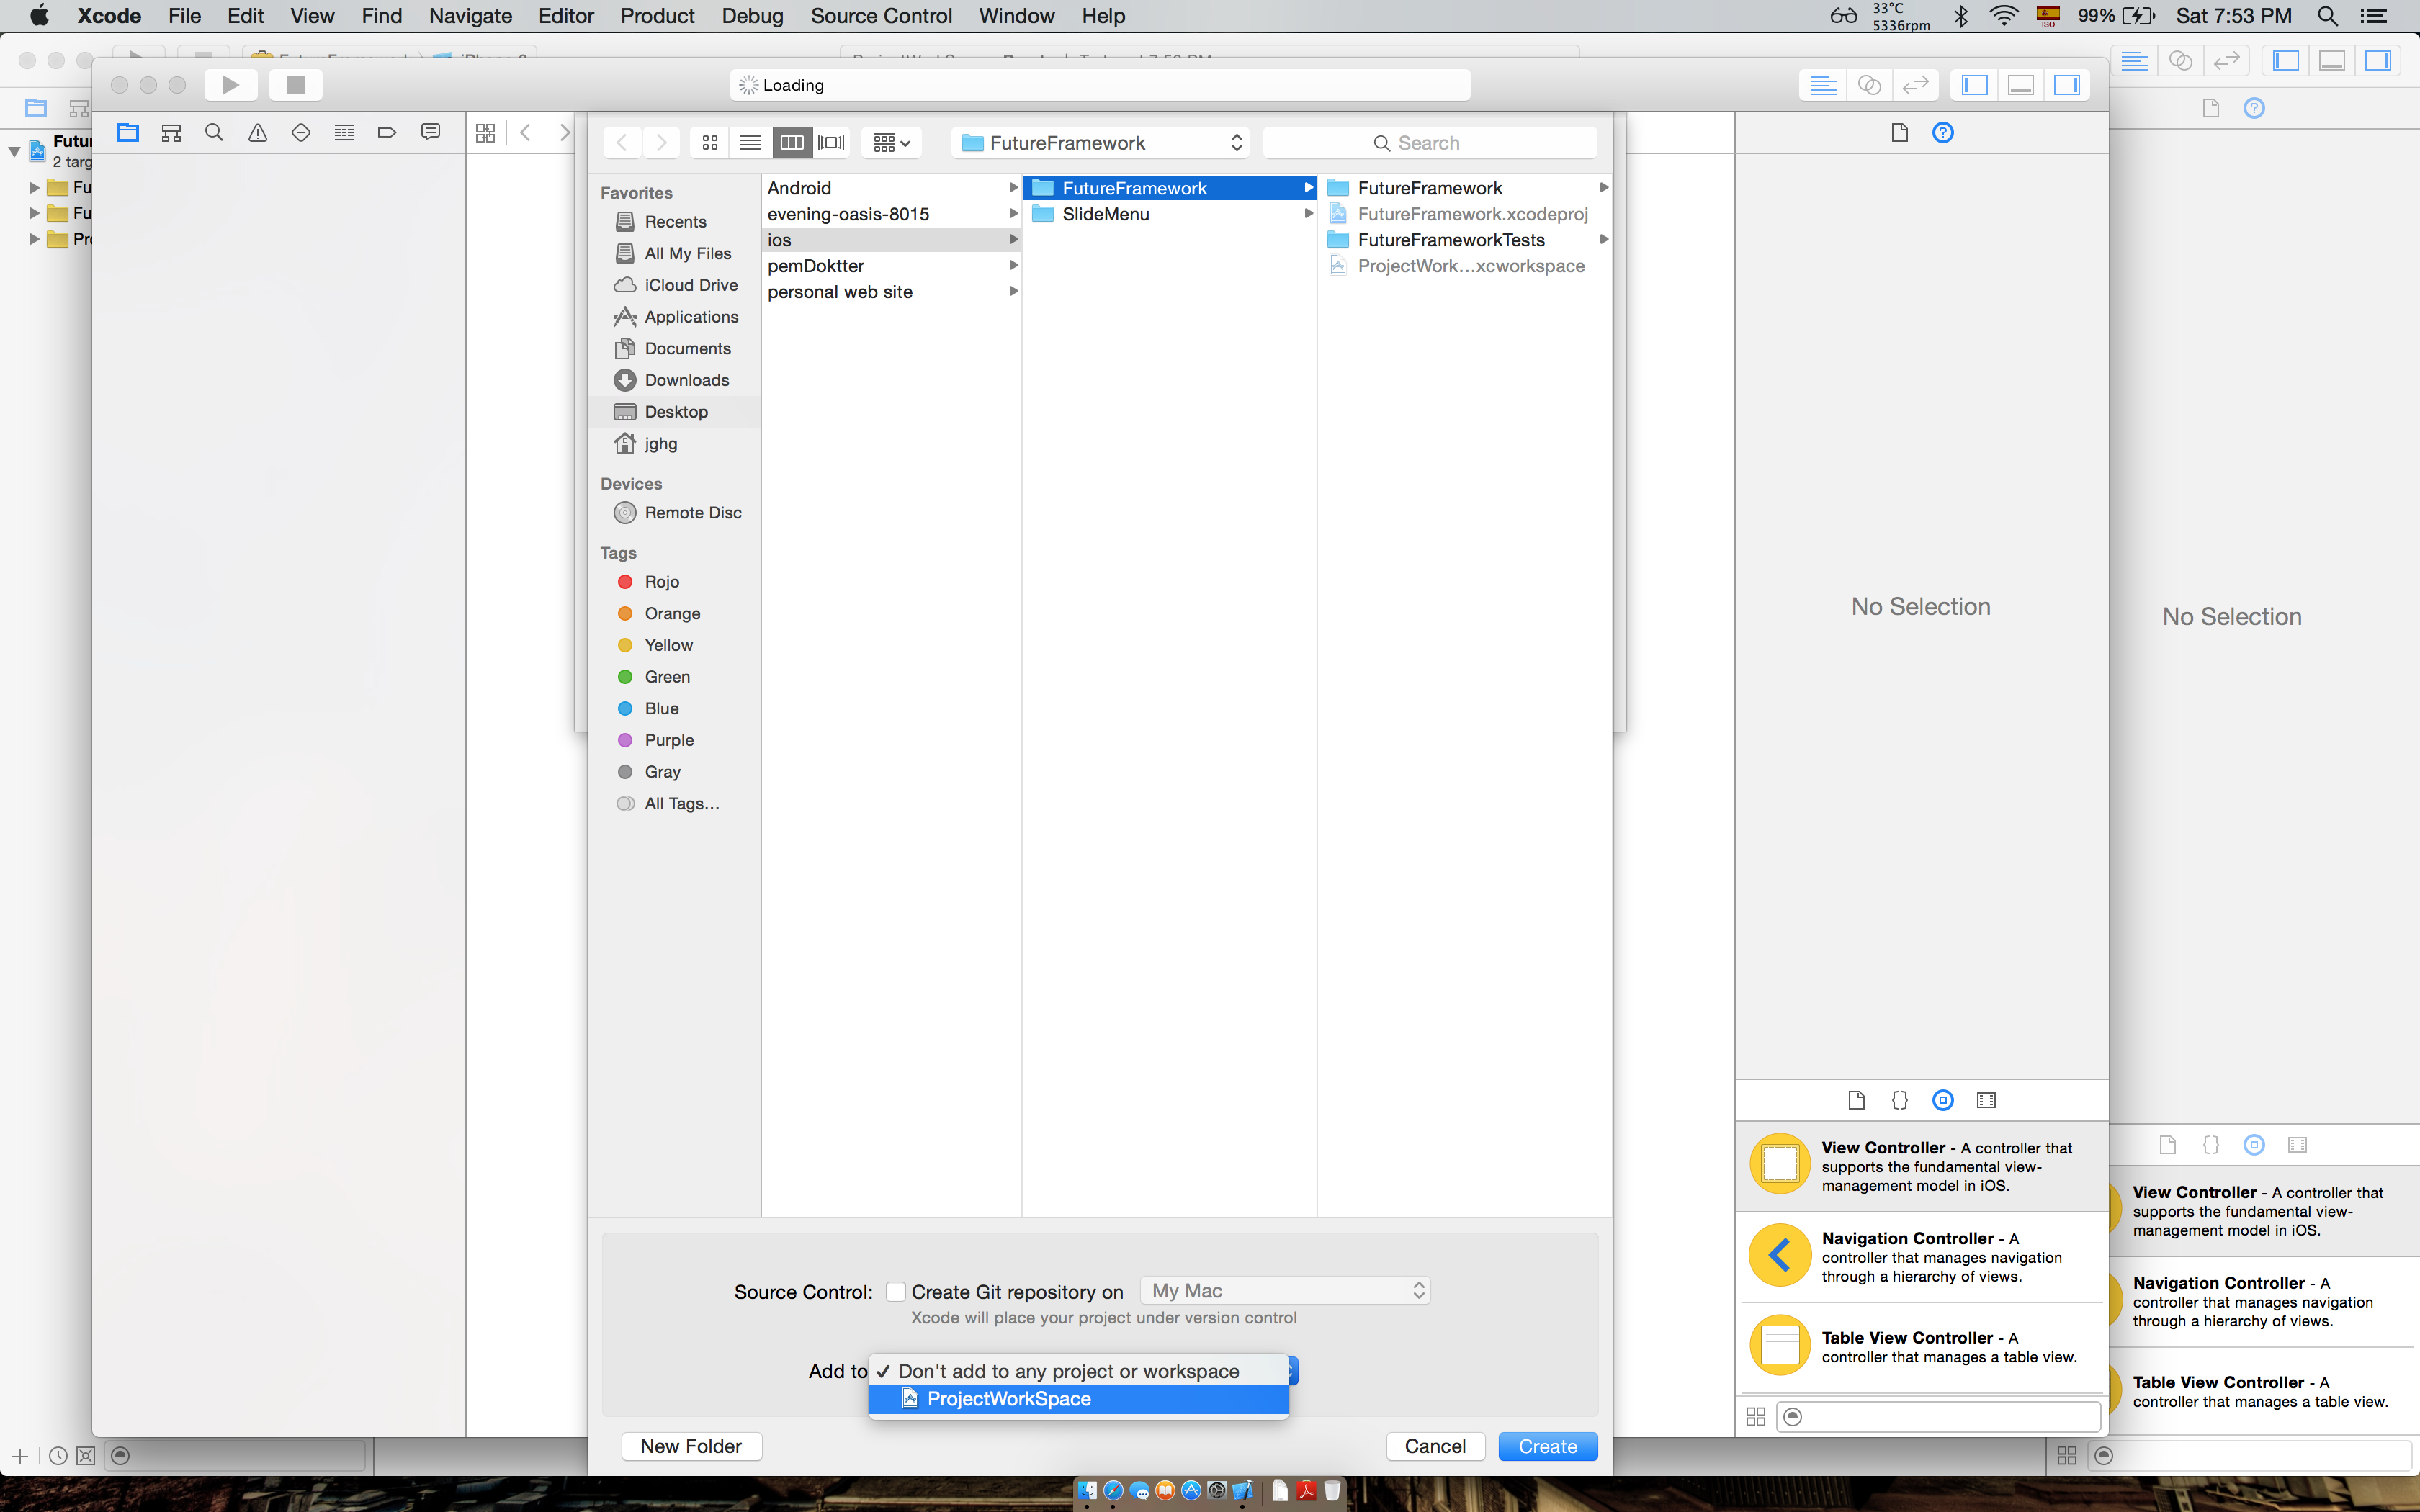 Xcode File Edit View Find Navigate Editor Product Debug Source Control Window Help
33°C
5336rpm
ISO
99%
Sat 7:53 PM
Loading
Futu
2 targ
Fu
Fu
Pro
FutureFramework
Search
Favorites
Recents
All My Files
iCloud Drive
Applications
Documents
Downloads
Desktop
jghg
Devices
Remote Disc
Tags
Rojo
Orange
Yellow
Green
Blue
Purple
Gray
All Tags...
Android
evening-oasis-8015
ios
pemDoktter
personal web site
FutureFramework
SlideMenu
FutureFramework
FutureFramework.xcodeproj
FutureFrameworkTests
ProjectWork...xcworkspace
No Selection
No Selection
Source Control: Create Git repository on My Mac
Xcode will place your project under version control
Add to
✓ Don't add to any project or workspace
ProjectWorkSpace
New Folder
Cancel
Create
{}
View Controller - A controller that
supports the fundamental view-
management model in iOS.
Navigation Controller - A
controller that manages navigation
through a hierarchy of views.
Table View Controller - A
controller that manages a table view.
{}
View Controller - A controller that
supports the fundamental view-
management model in iOS.
Navigation Controller - A
controller that manages navigation
through a hierarchy of views.
Table View Controller - A
controller that manages a table view.